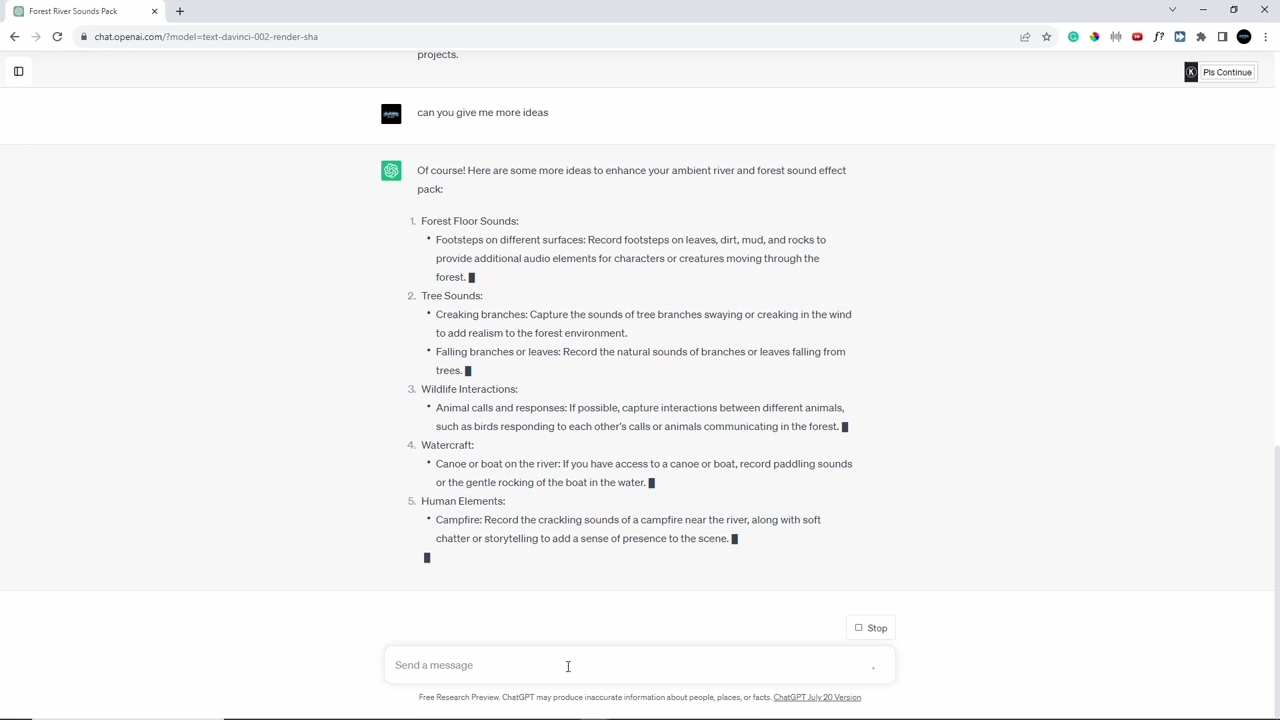 Forest River Sounds Pack
chat.openai.com/?model=text-davinci-002-render-sha
projects.
Pls Continue
can you give me more ideas
Of course! Here are some more ideas to enhance your ambient river and forest sound effect
pack:
1. Forest Floor Sounds:
• Footsteps on different surfaces: Record footsteps on leaves, dirt, mud, and rocks to
provide additional audio elements for characters or creatures moving through the
forest.
2. Tree Sounds:
• Creaking branches: Capture the sounds of tree branches swaying or creaking in the wind
to add realism to the forest environment.
• Falling branches or leaves: Record the natural sounds of branches or leaves falling from
trees.
3. Wildlife Interactions:
• Animal calls and responses: If possible, capture interactions between different animals,
such as birds responding to each other's calls or animals communicating in the forest.
4. Watercraft:
• Canoe or boat on the river: If you have access to a canoe or boat, record paddling sounds
or the gentle rocking of the boat in the water.
5. Human Elements:
• Campfire: Record the crackling sounds of a campfire near the river, along with soft
chatter or storytelling to add a sense of presence to the scene.
Stop
Send a message
Free Research Preview. ChatGPT may produce inaccurate information about people, places, or facts. ChatGPT July 20 Version